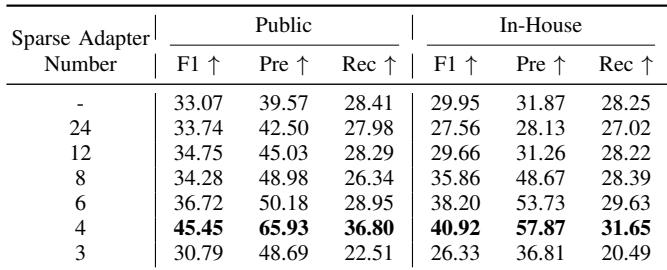 Sparse Adapter Number Public In-House
F1 ↑ Pre ↑ Rec ↑ F1 ↑ Pre ↑ Rec ↑
- 33.07 39.57 28.41 29.95 31.87 28.25
24 33.74 42.50 27.98 27.56 28.13 27.02
12 34.75 45.03 28.29 29.66 31.26 28.22
8 34.28 48.98 26.34 35.86 48.67 28.39
6 36.72 50.18 28.95 38.20 53.73 29.63
4 45.45 65.93 36.80 40.92 57.87 31.65
3 30.79 48.69 22.51 26.33 36.81 20.49